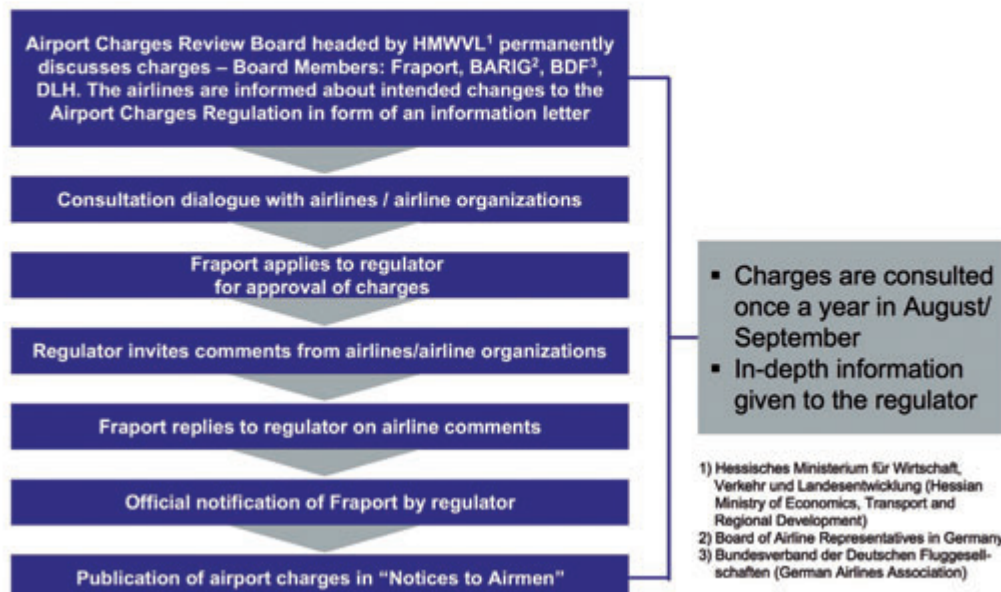 Airport Charges Review Board headed by HMWVL¹ permanently
discusses charges – Board Members: Fraport, BARIG², BDF³,
DLH. The airlines are informed about intended changes to the
Airport Charges Regulation in form of an information letter
Consultation dialogue with airlines / airline organizations
Fraport applies to regulator
for approval of charges
Regulator invites comments from airlines/airline organizations
Fraport replies to regulator on airline comments
Official notification of Fraport by regulator
Publication of airport charges in “Notices to Airmen”
▪ Charges are consulted
once a year in August/
September
▪ In-depth information
given to the regulator
1) Hessisches Ministerium für Wirtschaft,
Verkehr und Landesentwicklung (Hessian
Ministry of Economics, Transport and
Regional Development)
2) Board of Airline Representatives in Germany
3) Bundesverband der Deutschen Fluggesell-
schaften (German Airlines Association)